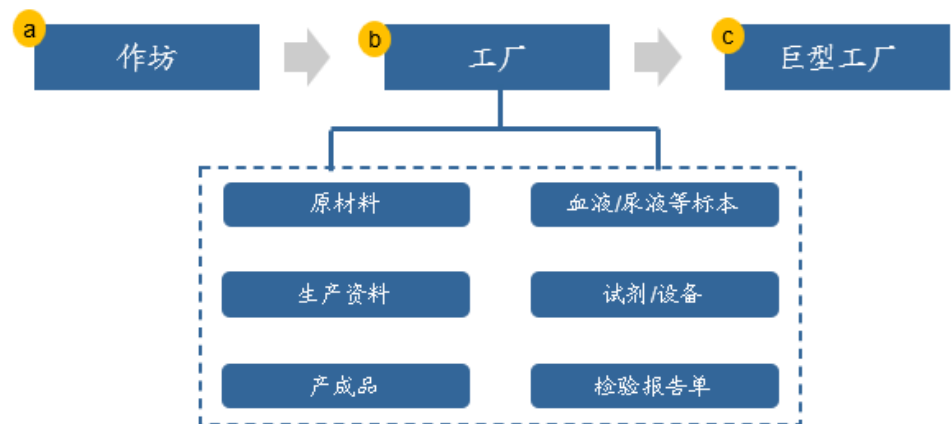 a
作坊
b
工厂
c
巨型工厂
原材料
血液/尿液等标本
生产资料
试剂/设备
产成品
检验报告单